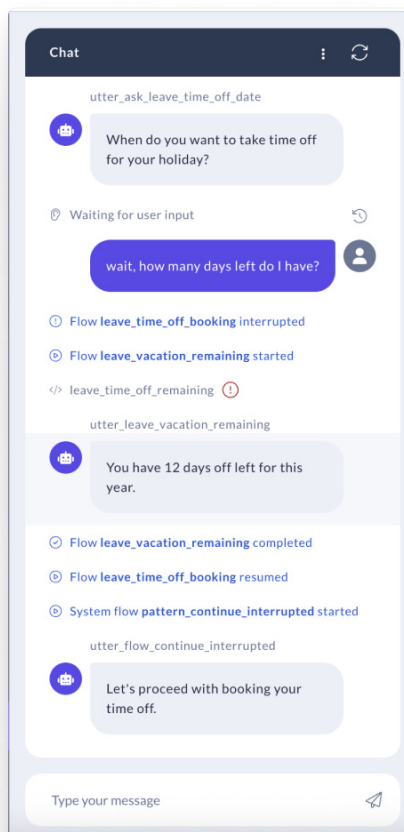 Chat
utter_ask_leave_time_off_date
When do you want to take time off
for your holiday?
Waiting for user input
wait, how many days left do I have?
Flow leave_time_off_booking interrupted
Flow leave_vacation_remaining started
</> leave_time_off_remaining
utter_leave_vacation_remaining
You have 12 days off left for this
year.
Flow leave_vacation_remaining completed
Flow leave_time_off_booking resumed
System flow pattern_continue_interrupted started
utter_flow_continue_interrupted
Let's proceed with booking your
time off.
Type your message